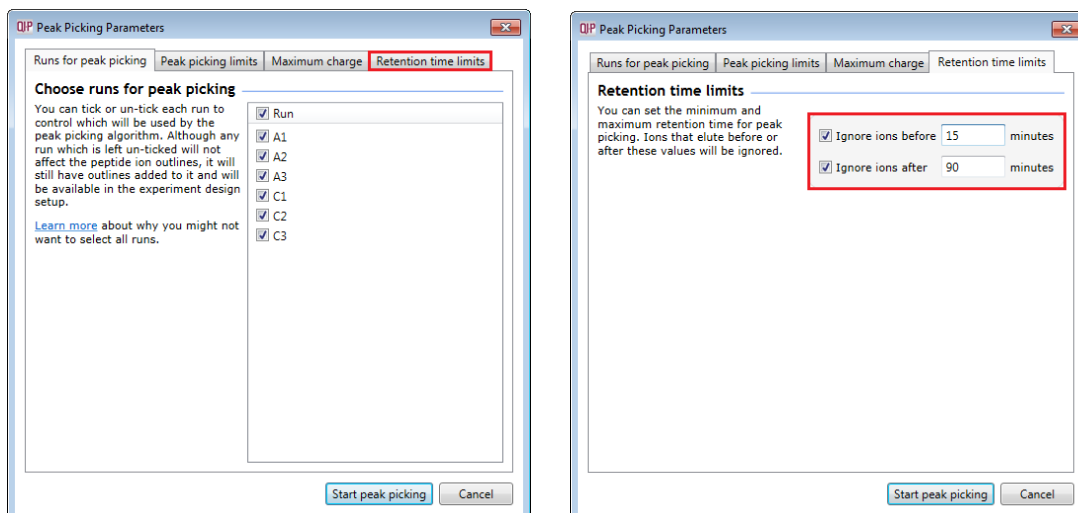 QIP Peak Picking Parameters
Runs for peak picking Peak picking limits Maximum charge Retention time limits
Choose runs for peak picking
You can tick or un-tick each run to
control which will be used by the
peak picking algorithm. Although any
run which is left un-ticked will not
affect the peptide ion outlines, it will
still have outlines added to it and will
be available in the experiment design
setup.
Learn more about why you might not
want to select all runs.
Run
A1
A2
A3
C1
C2
C3
Start peak picking Cancel
QIP Peak Picking Parameters
Runs for peak picking Peak picking limits Maximum charge Retention time limits
Retention time limits
You can set the minimum and
maximum retention time for peak
picking. Ions that elute before or
after these values will be ignored.
Ignore ions before 15 minutes
Ignore ions after 90 minutes
Start peak picking Cancel